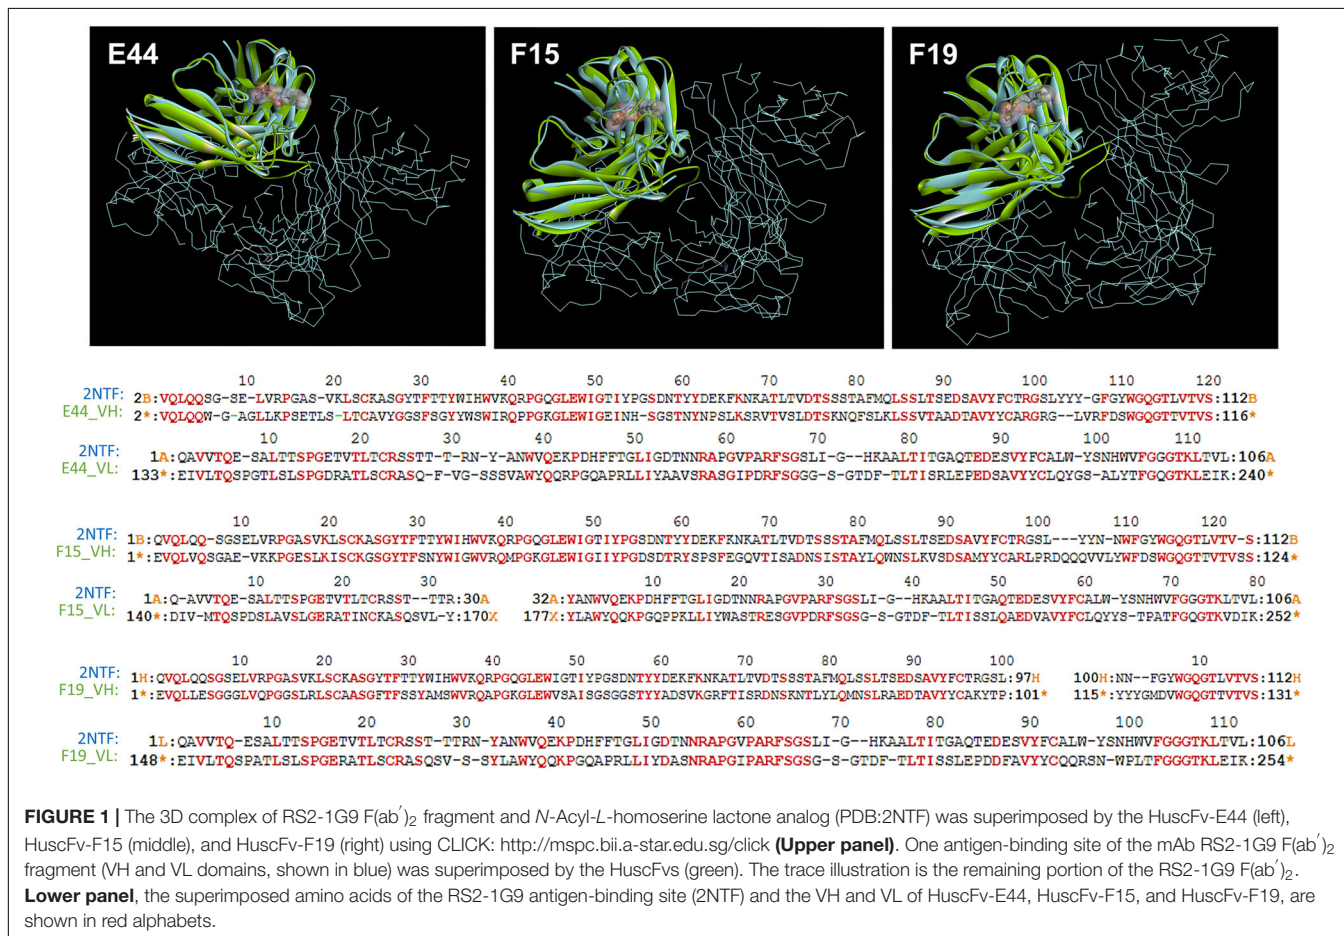 E44
F15
F19
10 20 30 40 50 60 70 80 90 100 110 120
2NTF: 2B:VQLQQSG-SE-LVRPGAS-VKLSCKASGYTFTTYWIHWVKQRPGQGLEWIGTIYPGSDNTYYDEKFKNKATLTVDTSSSTAFMQLSSLTSEDSAVYFCTRGSLYYY-GFGYWGQGTLVTVS:112B
E44_VH: 2*:VQLQQW-G-AGLLKPSETLS-LTCAVYGGSFSGYYWSWIRQPPGKGLEWIGEINH-SGSTNYNPSLKSRVTVSLDTSKNQFSLKLSSVTAADTAVYYCARGRG--LVRFDSWGQGTTVTVS:116*
10 20 30 40 50 60 70 80 90 100 110
2NTF: 1A:QAVVTQE-SALTTSPGETVTLTCRSSTT-T-RN-Y-ANWVQEKPDHFFTGLIGDTNNRAPGVPARFSGSLI-G--HKAALTITGAQTEDESVYFCALW-YSNHWVFGGGTKLTVL:106A
E44_VL: 133*:EIVLTQSPGTLSLSPGDRATLSCRASQ-F-VG-SSSVAWYQQRPGQAPRLLIYAAVSRASGIPDRFSGGG-S-GTDF-TLTISRLEPEDSAVYYCLQYGS-ALYTFGQGTKLEIK:240*
10 20 30 40 50 60 70 80 90 100 110 120
2NTF: 1B:QVQLQQ-SGSELVRPGASVKLSCKASGYTFTTYWIHWVKQRPGQGLEWIGTIYPGSDNTYYDEKFKNKATLTVDTSSSTAFMQLSSLTSEDSAVYFCTRGSL---YYN-NWFGYWGQGTLVTV-S:112B
F15_VH: 1*:EVQLVQSGAE-VKKPGESLKISCKGSGYTFSNYWIGWVRQMPGKGLEWIGIIYPGDSDTRYSPSFEGQVTISADNSISTAYLQWNSLKVSDSAMYYCARLPRDQQQVVLYWFDSWGQGTTVTVSS:124*
10 20 30 10 20 30 40 50 60 70 80
2NTF: 1A:Q-AVVTQE-SALTTSPGETVTLTCRSST--TTR:30A 32A:YANWVQEKPDHFFTGLIGDTNNRAPGVPARFSGSLI-G--HKAALTITGAQTEDESVYFCALW-YSNHWVFGGGTKLTVL:106A
F15_VL: 140*:DIV-MTQSPDSLAVSLGERATINCKASQSVL-Y:170X 177X:YLAWYQQKPGQPPKLLIYWASTRESGVPDRFSGSG-S-GTDF-TLTISSLQAEDVAVYFCLQYYS-TPATFGQGTKVDIK:252*
10 20 30 40 50 60 70 80 90 100 10
2NTF: 1H:QVQLQQSGSELVRPGASVKLSCKASGYTFTTYWIHWVKQRPGQGLEWIGTIYPGSDNTYYDEKFKNKATLTVDTSSSTAFMQLSSLTSEDSAVYFCTRGSL:97H 100H:NN--FGYWGQGTLVTVS:112H
F19_VH: 1*:EVQLLESGGGLVQPGGSLRLSCAASGFTFSSYAMSWVRQAPGKGLEWVSAISGSGGSTYYADSVKGRFTISRDNSKNTLYLQMNSLRAEDTAVYYCAKYTP:101* 115*:YYYGMDVWGQGTTVTVS:131*
10 20 30 40 50 60 70 80 90 100 110
2NTF: 1L:QAVVTQ-ESALTTSPGETVTLTCRSST-TTRN-YANWVQEKPDHFFTGLIGDTNNRAPGVPARFSGSLI-G--HKAALTITGAQTEDESVYFCALW-YSNHWVFGGGTKLTVL:106L
F19_VL: 148*:EIVLTQSPATLSLSPGERATLSCRASQSV-S-SYLAWYQQKPGQAPRLLIYDASNRAPGIPARFSGSG-S-GTDF-TLTISSLEPDDFAVYYCQQRSN-WPLTFGGGTKLEIK:254*
FIGURE 1 | The 3D complex of RS2-1G9 F(ab′)2 fragment and N-Acyl-L-homoserine lactone analog (PDB:2NTF) was superimposed by the HuscFv-E44 (left),
HuscFv-F15 (middle), and HuscFv-F19 (right) using CLICK: http://mspc.bii.a-star.edu.sg/click (Upper panel). One antigen-binding site of the mAb RS2-1G9 F(ab′)2
fragment (VH and VL domains, shown in blue) was superimposed by the HuscFvs (green). The trace illustration is the remaining portion of the RS2-1G9 F(ab′)2.
Lower panel, the superimposed amino acids of the RS2-1G9 antigen-binding site (2NTF) and the VH and VL of HuscFv-E44, HuscFv-F15, and HuscFv-F19, are
shown in red alphabets.